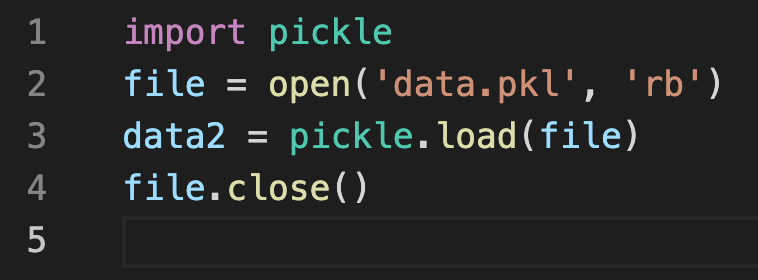 1 import pickle
2 file = open('data.pkl', 'rb')
3 data2 = pickle.load(file)
4 file.close()
5